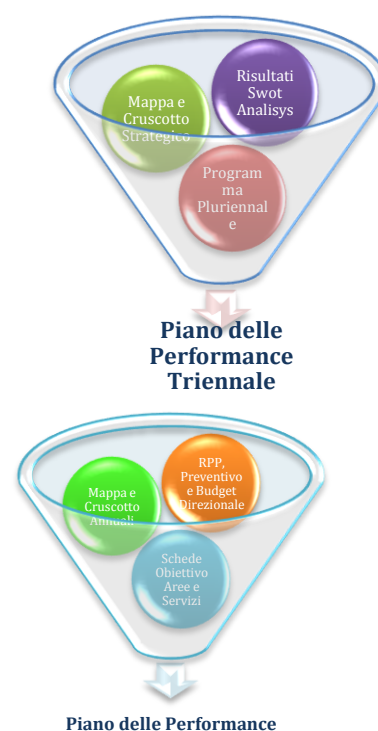 Risultati
Swot
Analisys
Mappa e
Cruscotto
Strategico
Program
ma
Pluriennal
e
Piano delle
Performance
Triennale
RPP,
Preventivo
e Budget
Direzionale
Mappa e
Cruscotto
Annuali
Schede
Obiettivo
Aree e
Servizi
Piano delle Performance